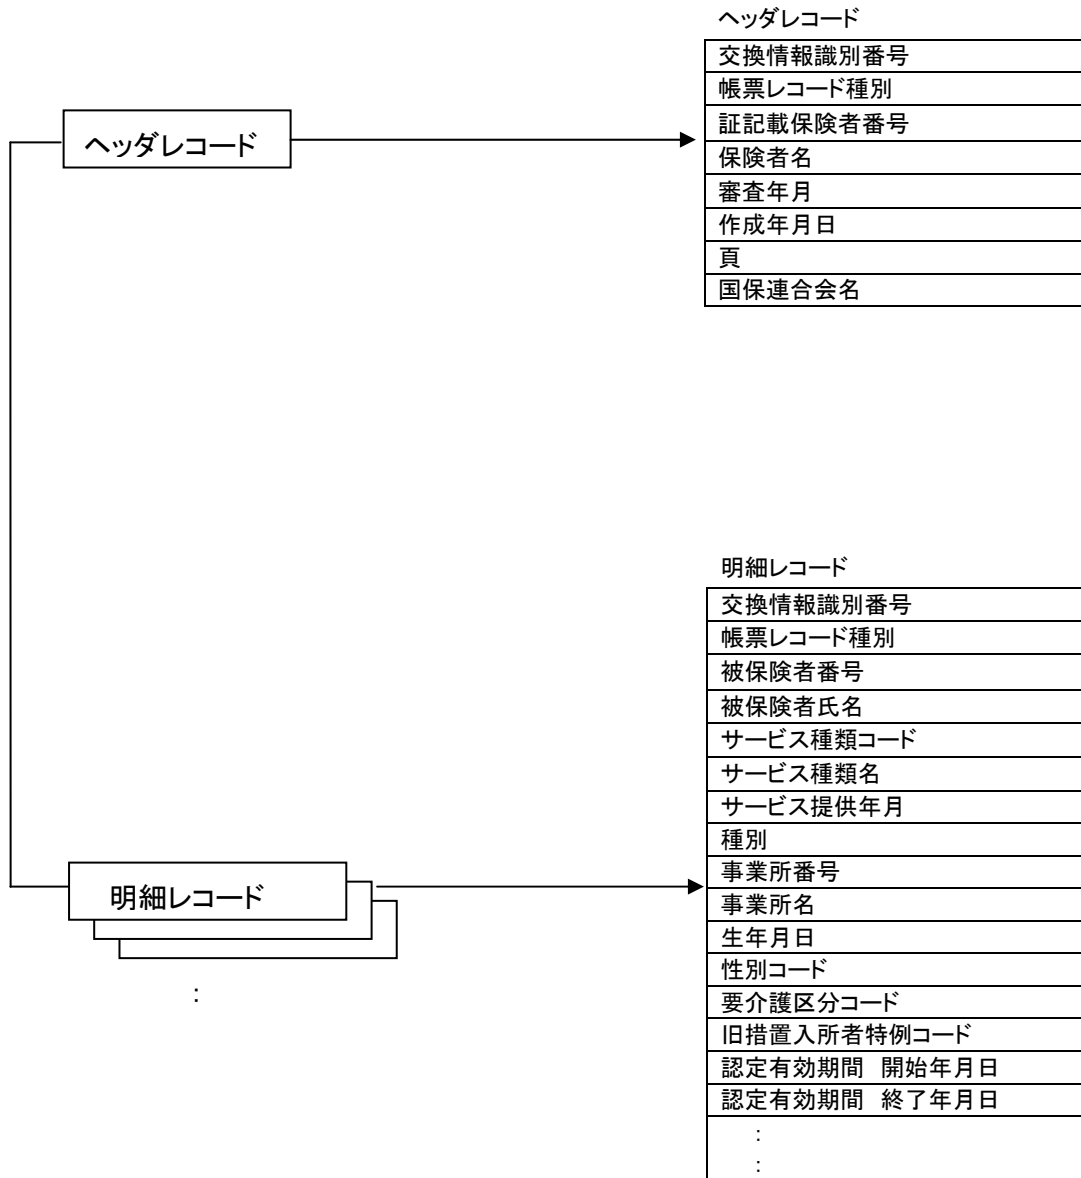 ヘッダレコード
交換情報識別番号
帳票レコード種別
ヘッダレコード
証記載保険者番号
保険者名
審査年月
作成年月日
頁
国保連合会名
明細レコード
交換情報識別番号
帳票レコード種別
被保険者番号
被保険者氏名
サービス種類コード
サービス種類名
サービス提供年月
種別
明細レコード
事業所番号
事業所名
生年月日
性別コード
:
要介護区分コード
旧措置入所者特例コード
認定有効期間　開始年月日
認定有効期間　終了年月日
:
: